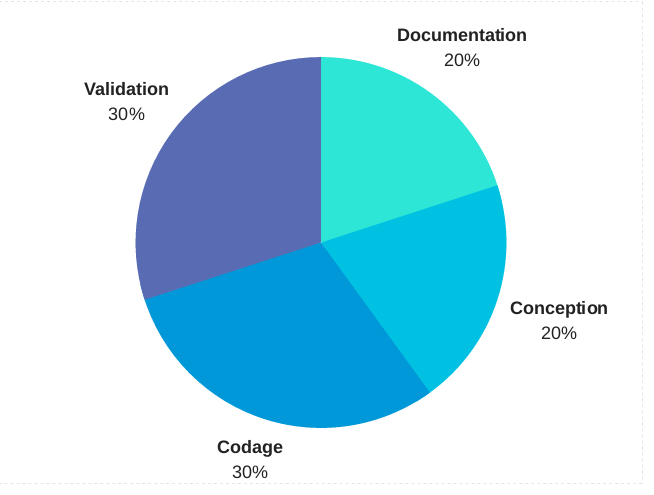 Documentation
20%
Validation
30%
Conception
20%
Codage
30%